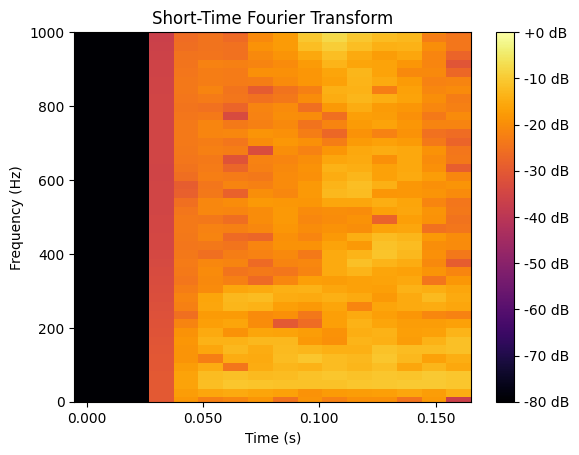 Short-Time Fourier Transform
1000
800
600
400
200
0
Frequency (Hz)
0.000
0.050
0.100
0.150
Time (s)
+0 dB
-10 dB
-20 dB
-30 dB
-40 dB
-50 dB
-60 dB
-70 dB
-80 dB